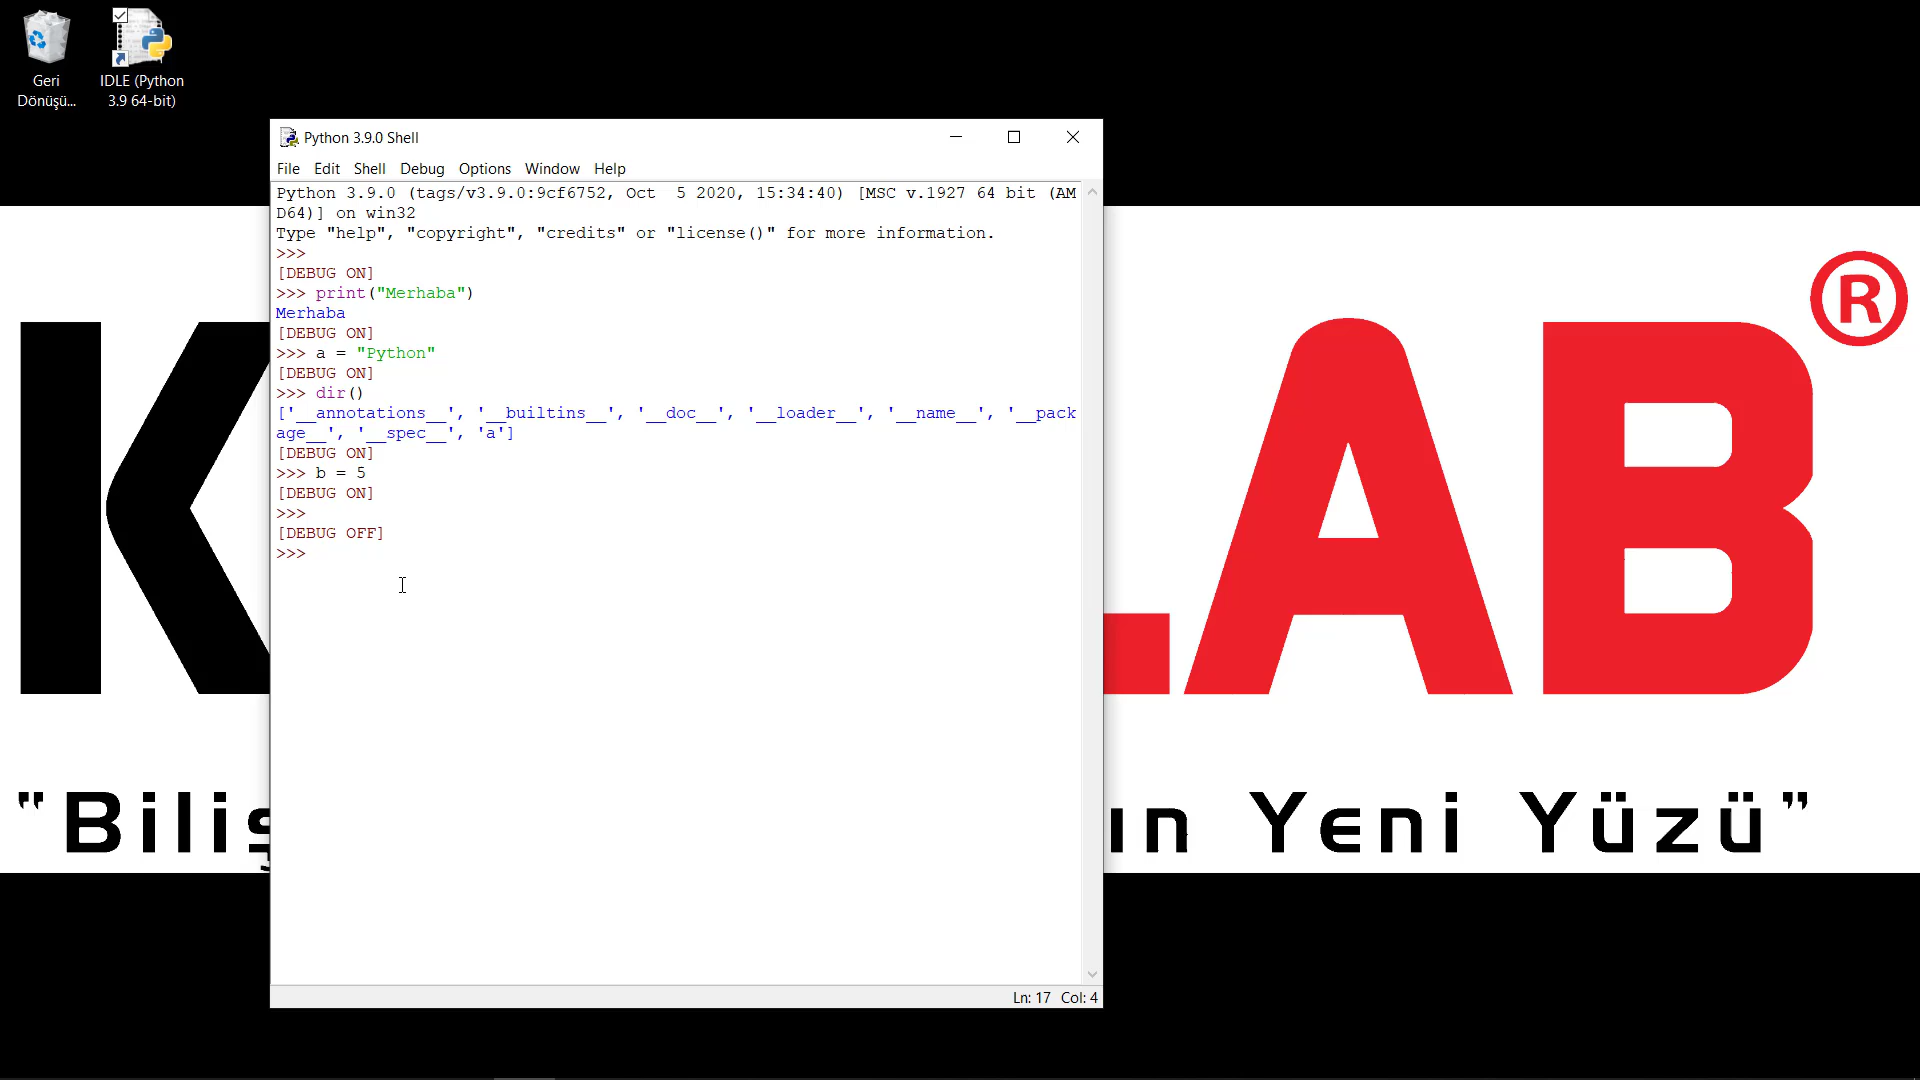 Geri
Dönüşü...
IDLE (Python
3.9 64-bit)
Python 3.9.0 Shell
File Edit Shell Debug Options Window Help
Python 3.9.0 (tags/v3.9.0:9cf6752, Oct  5 2020, 15:34:40) [MSC v.1927 64 bit (AM
D64)] on win32
Type "help", "copyright", "credits" or "license()" for more information.
>>>
[DEBUG ON]
>>> print("Merhaba")
Merhaba
[DEBUG ON]
>>> a = "Python"
[DEBUG ON]
>>> dir()
['__annotations__', '__builtins__', '__doc__', '__loader__', '__name__', '__pack
age__', '__spec__', 'a']
[DEBUG ON]
>>> b = 5
[DEBUG ON]
>>>
[DEBUG OFF]
>>>
Ln: 17 Col: 4
K LAB ®
"Biliş ın Yeni Yüzü"